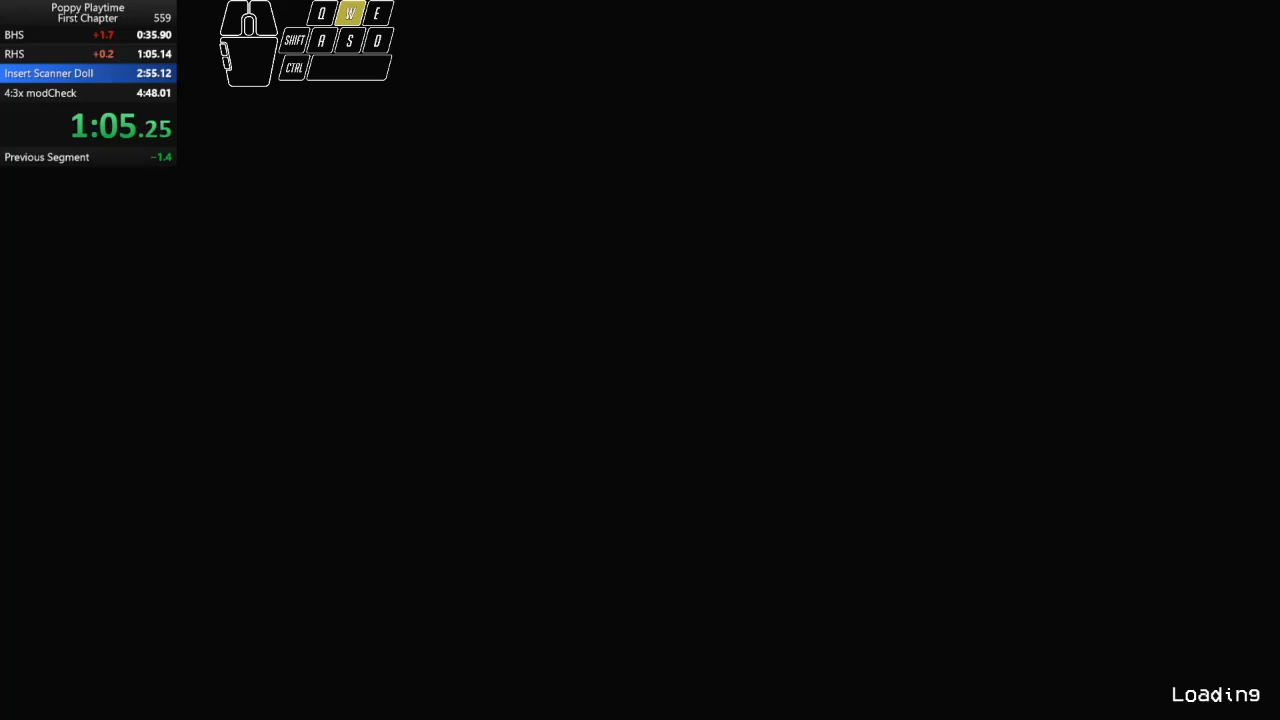 Poppy Playtime
First Chapter 559
BHS +1.7 0:35.90
RHS +0.2 1:05.14
Insert Scanner Doll 2:55.12
4:3x modCheck 4:48.01
1:05.25
Previous Segment −1.4
Q W E
SHIFT A S D
CTRL
Loading